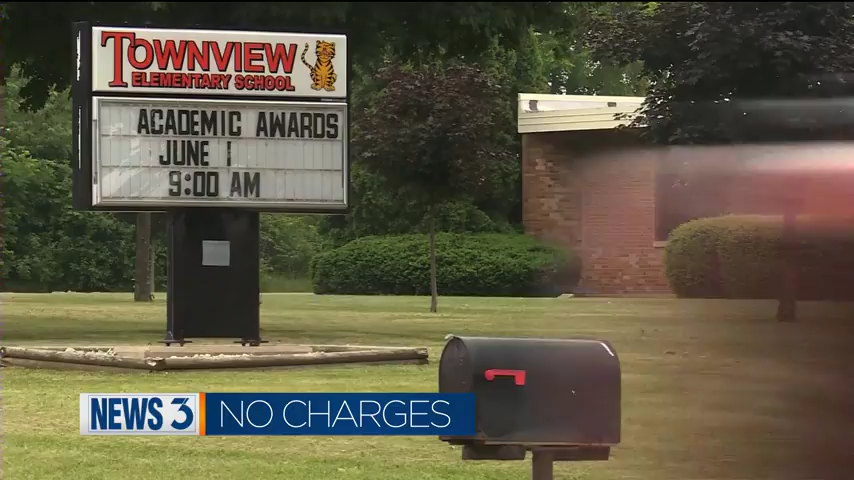 TOWNVIEW
ELEMENTARY SCHOOL
ACADEMIC AWARDS
JUNE 1
9:00 AM
NEWS 3 NO CHARGES